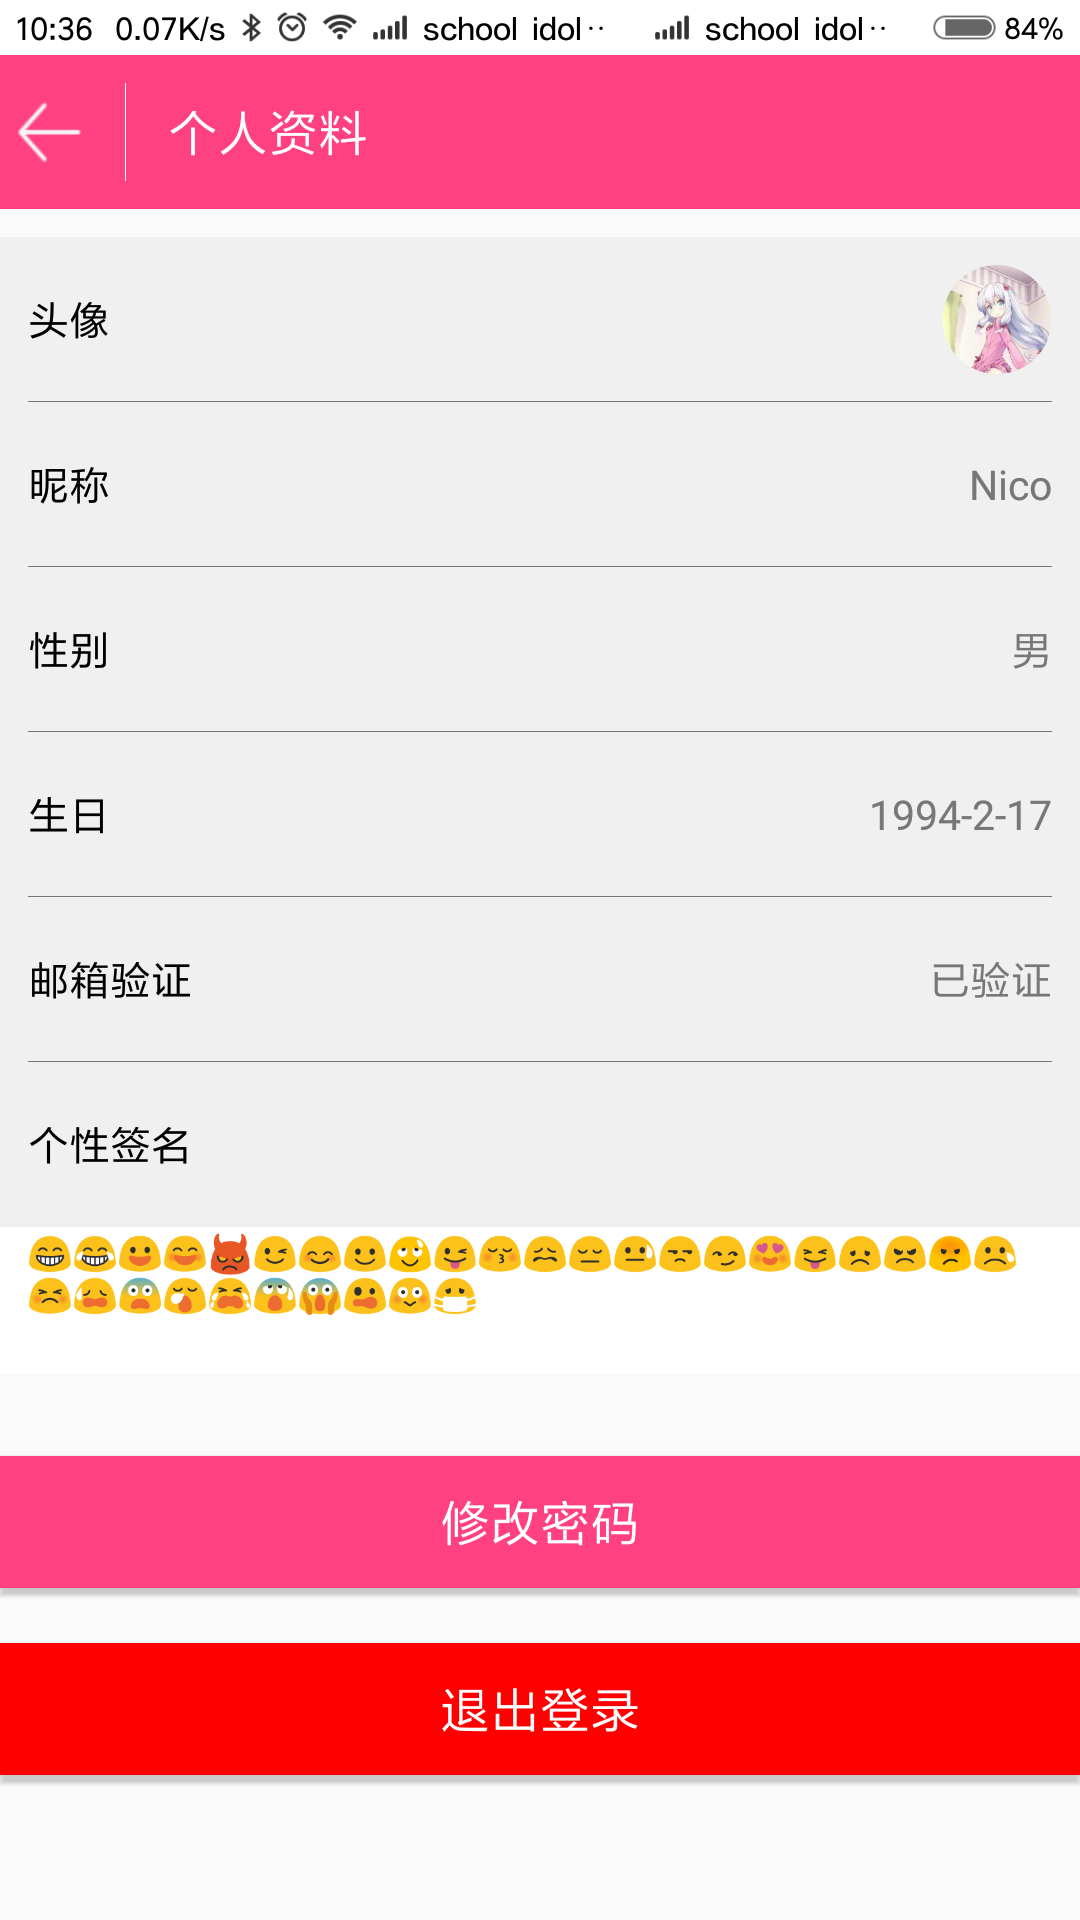 10:36 0.07K/s school idol·· school idol·· 84%
个人资料
头像
昵称 Nico
性别 男
生日 1994-2-17
邮箱验证 已验证
个性签名
😁😂😃😄👿😉😊☺😌😜😚😖😔😓😒😏😍😝😞😠😡😢
😣😥😨😪😭😰😱😲😳😷
修改密码
退出登录